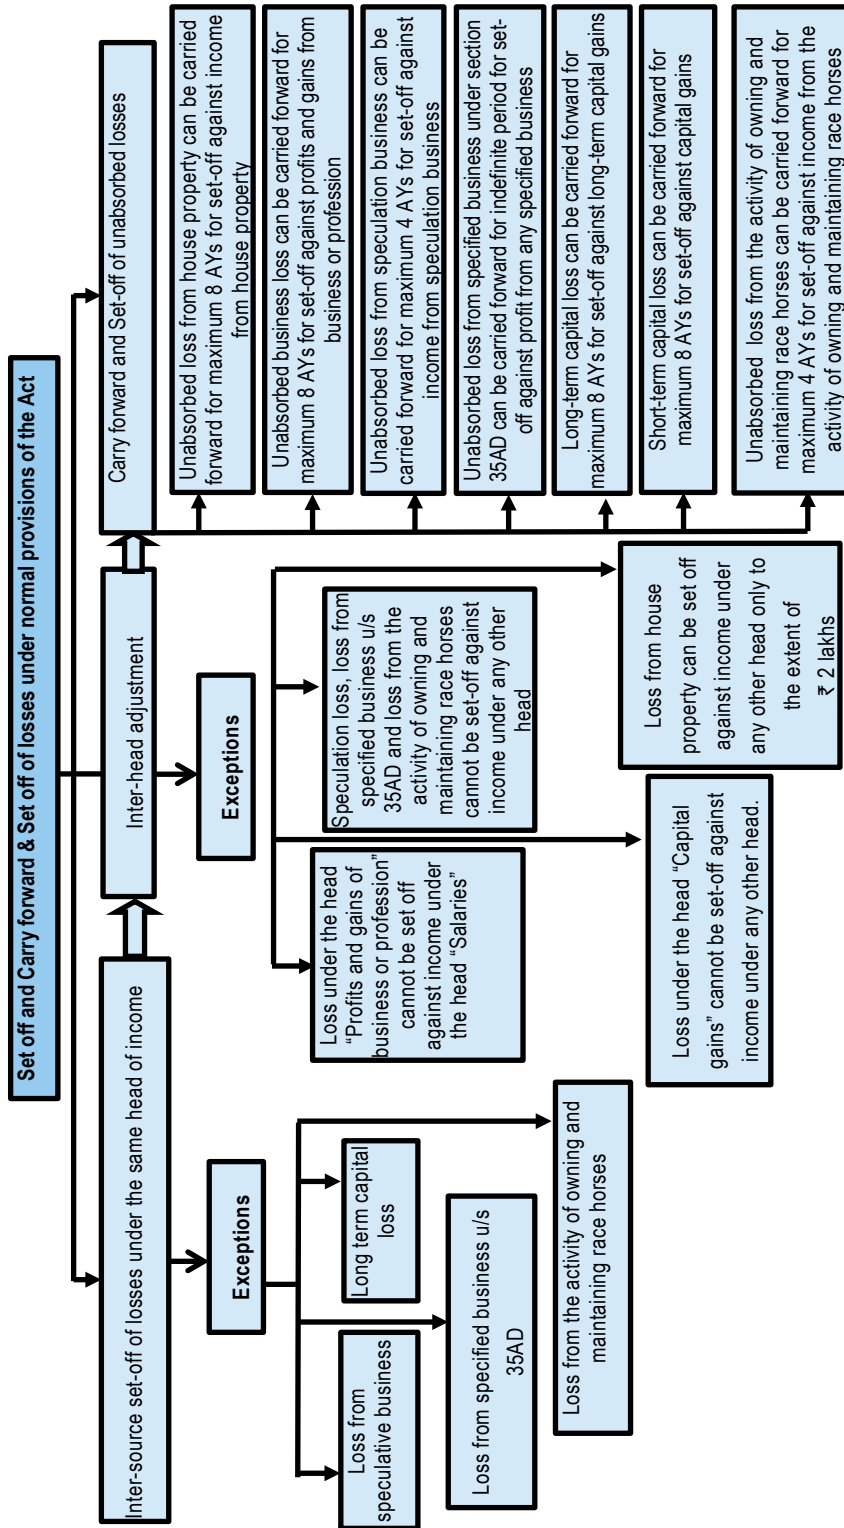 Set off and Carry forward & Set off of losses under normal provisions of the Act
Inter-source set-off of losses under the same head of income
Exceptions
Loss from
speculative business
Long term capital
loss
Loss from specified business u/s
35AD
Loss from the activity of owning and
maintaining race horses
Inter-head adjustment
Exceptions
Loss under the head
“Profits and gains of
business or profession”
cannot be set off
against income under
the head “Salaries”
Speculation loss, loss from
specified business u/s
35AD and loss from the
activity of owning and
maintaining race horses
cannot be set-off against
income under any other
head
Loss under the head “Capital
gains” cannot be set-off against
income under any other head.
Loss from house
property can be set off
against income under
any other head only to
the extent of
₹ 2 lakhs
Carry forward and Set-off of unabsorbed losses
Unabsorbed loss from house property can be carried
forward for maximum 8 AYs for set-off against income
from house property
Unabsorbed business loss can be carried forward for
maximum 8 AYs for set-off against profits and gains from
business or profession
Unabsorbed loss from speculation business can be
carried forward for maximum 4 AYs for set-off against
income from speculation business
Unabsorbed loss from specified business under section
35AD can be carried forward for indefinite period for set-
off against profit from any specified business
Long-term capital loss can be carried forward for
maximum 8 AYs for set-off against long-term capital gains
Short-term capital loss can be carried forward for
maximum 8 AYs for set-off against capital gains
Unabsorbed loss from the activity of owning and
maintaining race horses can be carried forward for
maximum 4 AYs for set-off against income from the
activity of owning and maintaining race horses